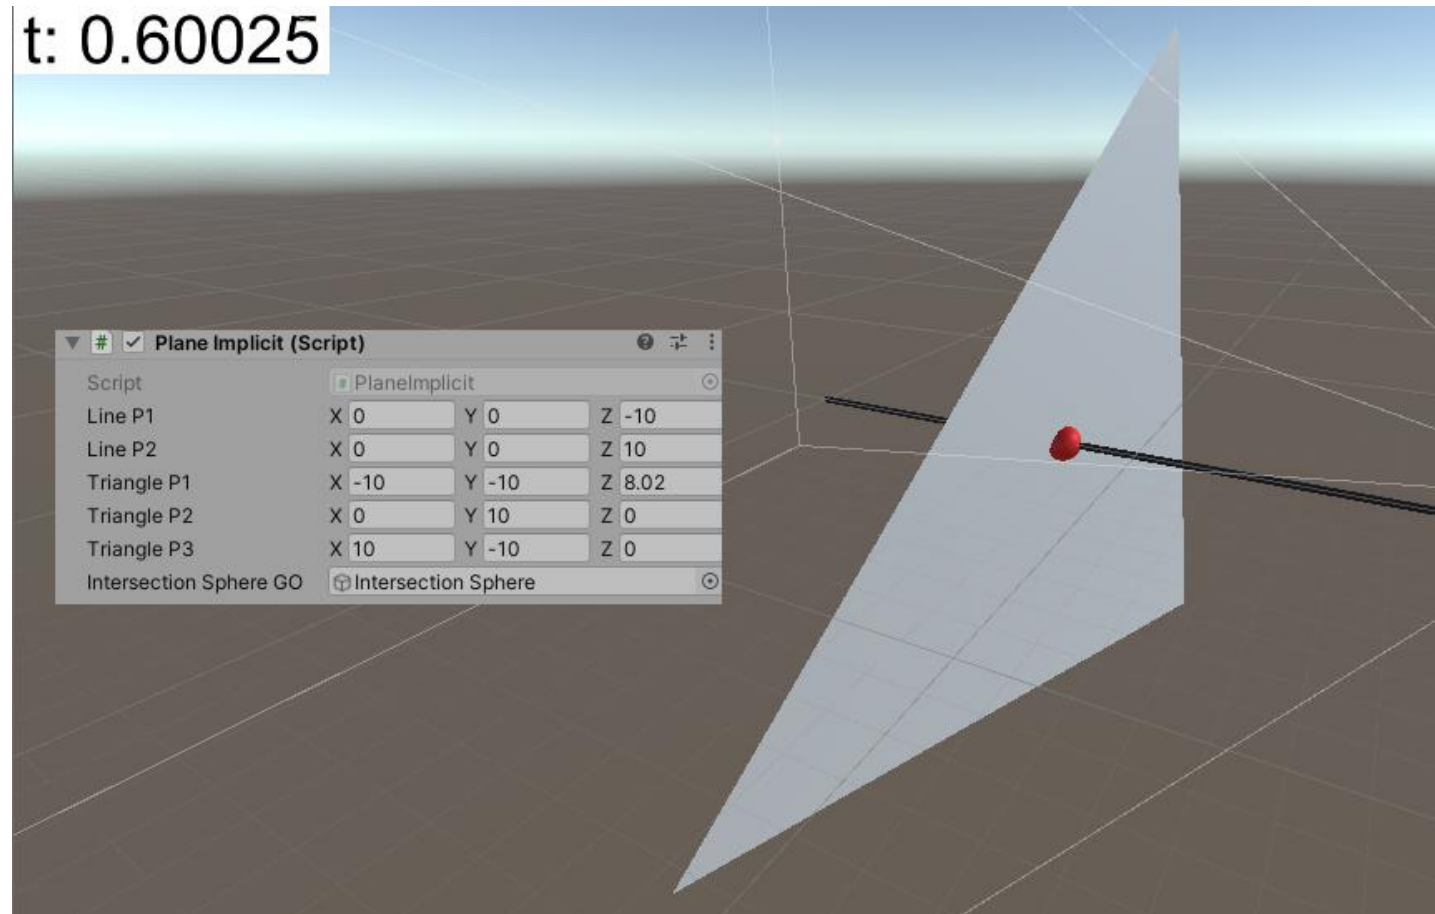 t: 0.60025
# Plane Implicit (Script)
Script # PlaneImplicit
Line P1 X 0 Y 0 Z -10
Line P2 X 0 Y 0 Z 10
Triangle P1 X -10 Y -10 Z 8.02
Triangle P2 X 0 Y 10 Z 0
Triangle P3 X 10 Y -10 Z 0
Intersection Sphere GO Intersection Sphere